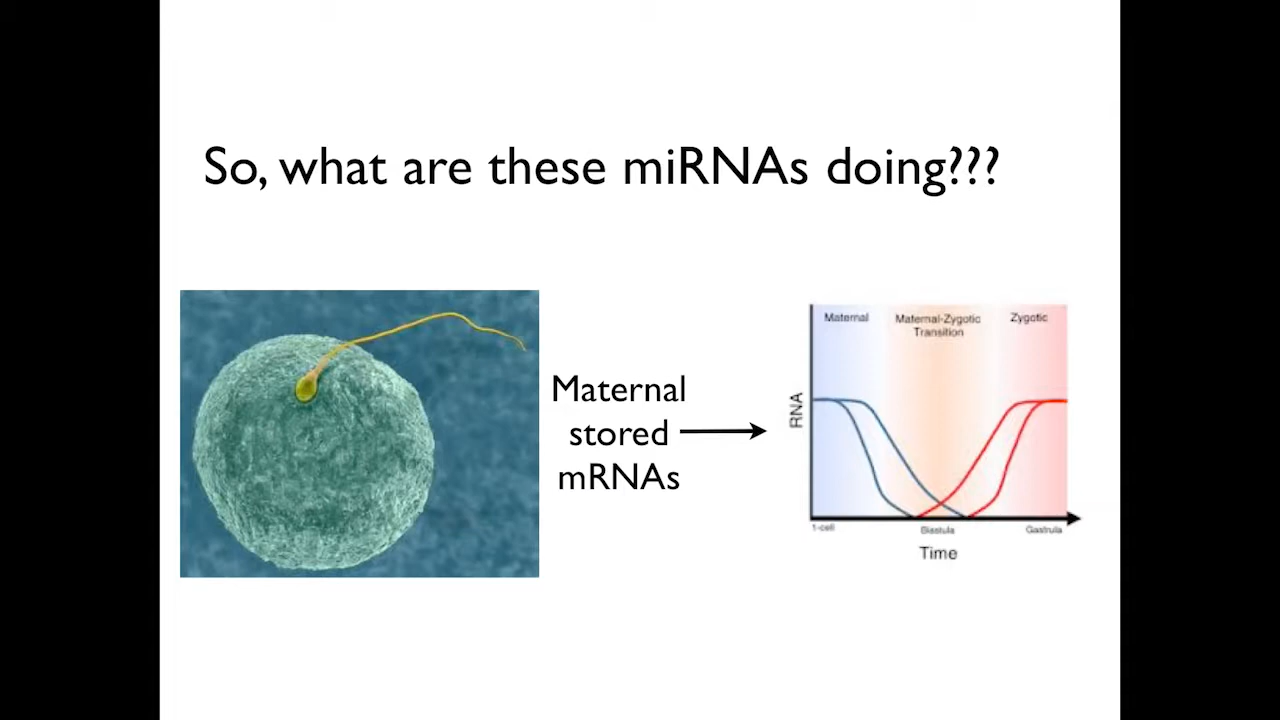 So, what are these miRNAs doing???
Maternal
stored
mRNAs
Maternal
Maternal-Zygotic
Transition
Zygotic
RNA
1-cell
Blastula
Gastrula
Time